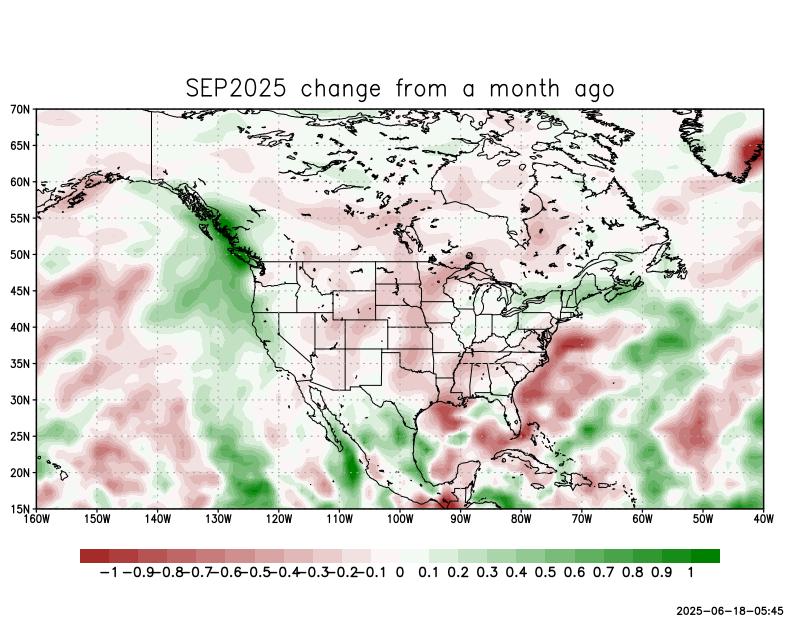 SEP2025 change from a month ago
70N
65N
60N
55N
50N
45N
40N
35N
30N
25N
20N
15N
160W 150W 140W 130W 120W 110W 100W 90W 80W 70W 60W 50W 40W
-1 -0.9 -0.8 -0.7 -0.6 -0.5 -0.4 -0.3 -0.2 -0.1 0 0.1 0.2 0.3 0.4 0.5 0.6 0.7 0.8 0.9 1
2025-06-18-05:45